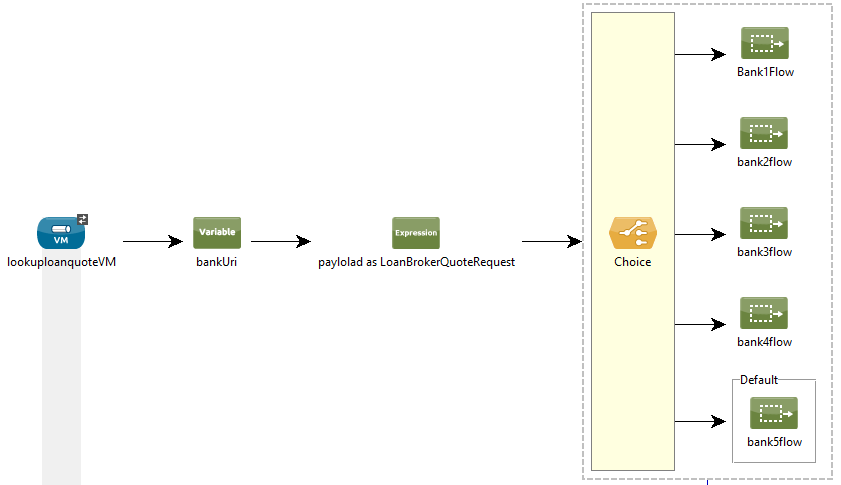 Bank1Flow
bank2flow
VM
lookuploanquoteVM
Variable
bankUri
Expression
paylolad as LoanBrokerQuoteRequest
Choice
bank3flow
bank4flow
Default
bank5flow